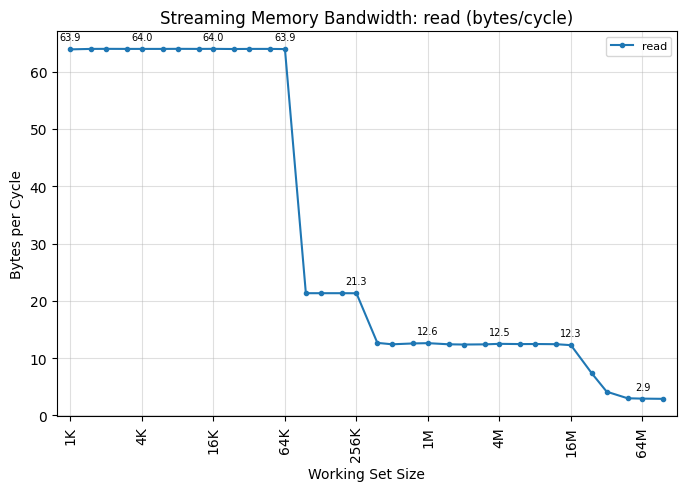 Streaming Memory Bandwidth: read (bytes/cycle)
63.9
64.0
64.0
63.9
read
60
50
40
30
20
10
0
Bytes per Cycle
21.3
12.6
12.5
12.3
2.9
1K
4K
16K
64K
256K
1M
4M
16M
64M
Working Set Size